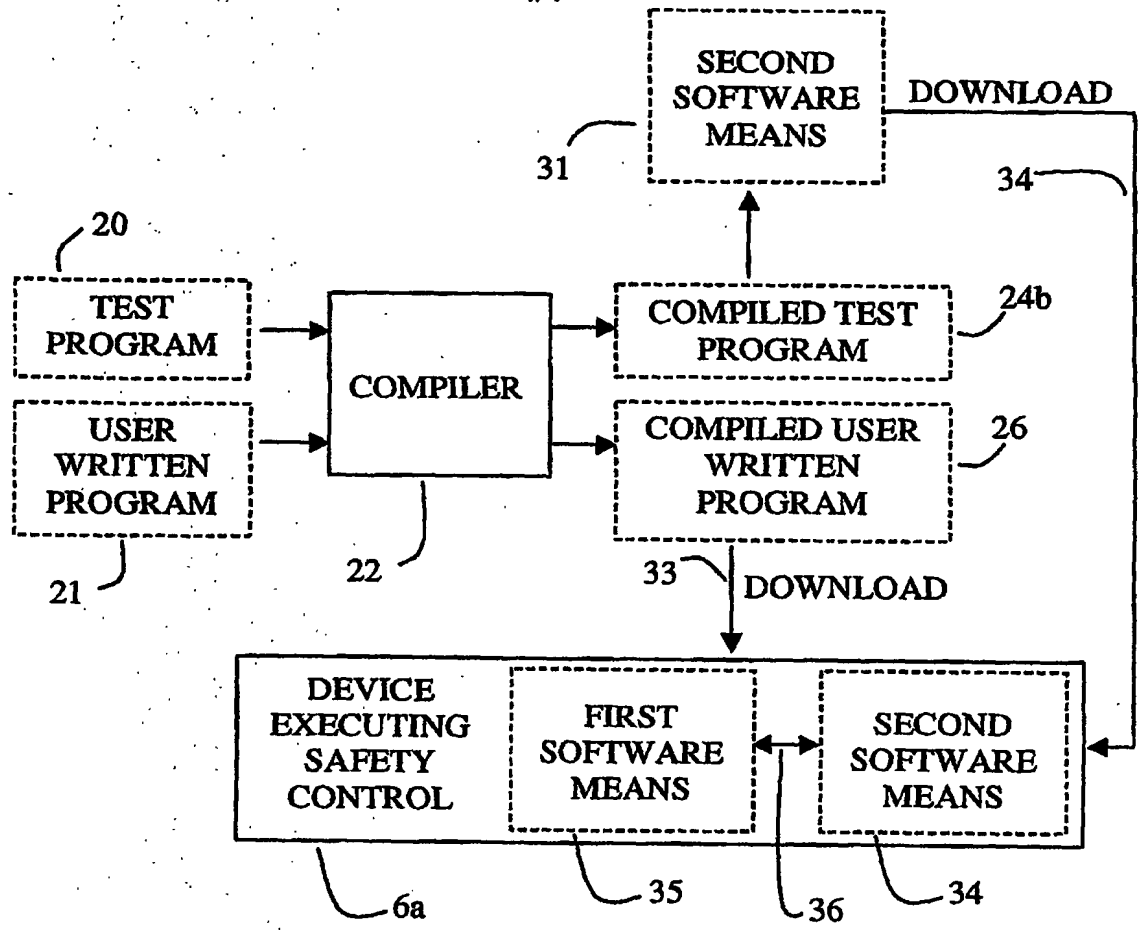 SECOND
SOFTWARE
MEANS
DOWNLOAD
31
34
20
TEST
PROGRAM
COMPILER
COMPILED TEST
PROGRAM
24b
USER
WRITTEN
PROGRAM
COMPILED USER
WRITTEN
PROGRAM
26
21
22
33
DOWNLOAD
DEVICE
EXECUTING
SAFETY
CONTROL
FIRST
SOFTWARE
MEANS
SECOND
SOFTWARE
MEANS
6a
35
36
34